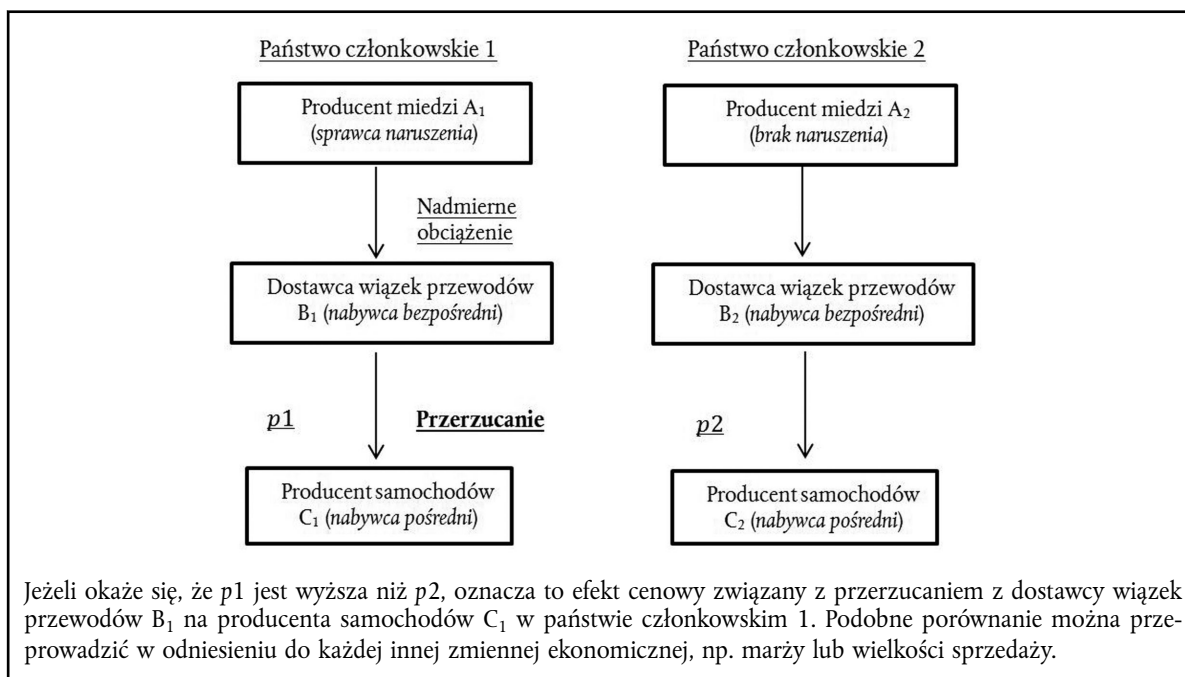 Państwo członkowskie 1
Państwo członkowskie 2
Producent miedzi A₁
(sprawca naruszenia)
Producent miedzi A₂
(brak naruszenia)
Nadmierne
obciążenie
Dostawca wiązek przewodów
B₁ (nabywca bezpośredni)
Dostawca wiązek przewodów
B₂ (nabywca bezpośredni)
p1
Przerzucanie
p2
Producent samochodów
C₁ (nabywca pośredni)
Producent samochodów
C₂ (nabywca pośredni)
Jeżeli okaże się, że p1 jest wyższa niż p2, oznacza to efekt cenowy związany z przerzucaniem z dostawcy wiązek
przewodów B₁ na producenta samochodów C₁ w państwie członkowskim 1. Podobne porównanie można prze-
prowadzić w odniesieniu do każdej innej zmiennej ekonomicznej, np. marży lub wielkości sprzedaży.